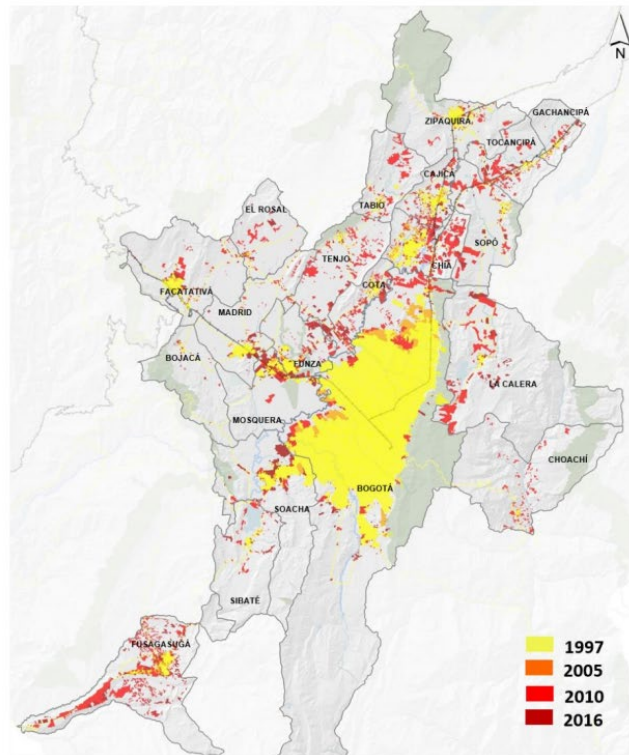 N
GACHANCIPÁ
ZIPAQUIRÁ
TOCANCIPÁ
CAJICÁ
EL ROSAL
TABIO
SOPÓ
TENJO
CHÍA
COTA
FACATATIVÁ
MADRID
BOJACÁ
FUNZA
LA CALERA
MOSQUERA
CHOACHÍ
BOGOTÁ
SOACHA
SIBATÉ
FUSAGASUGÁ
1997
2005
2010
2016